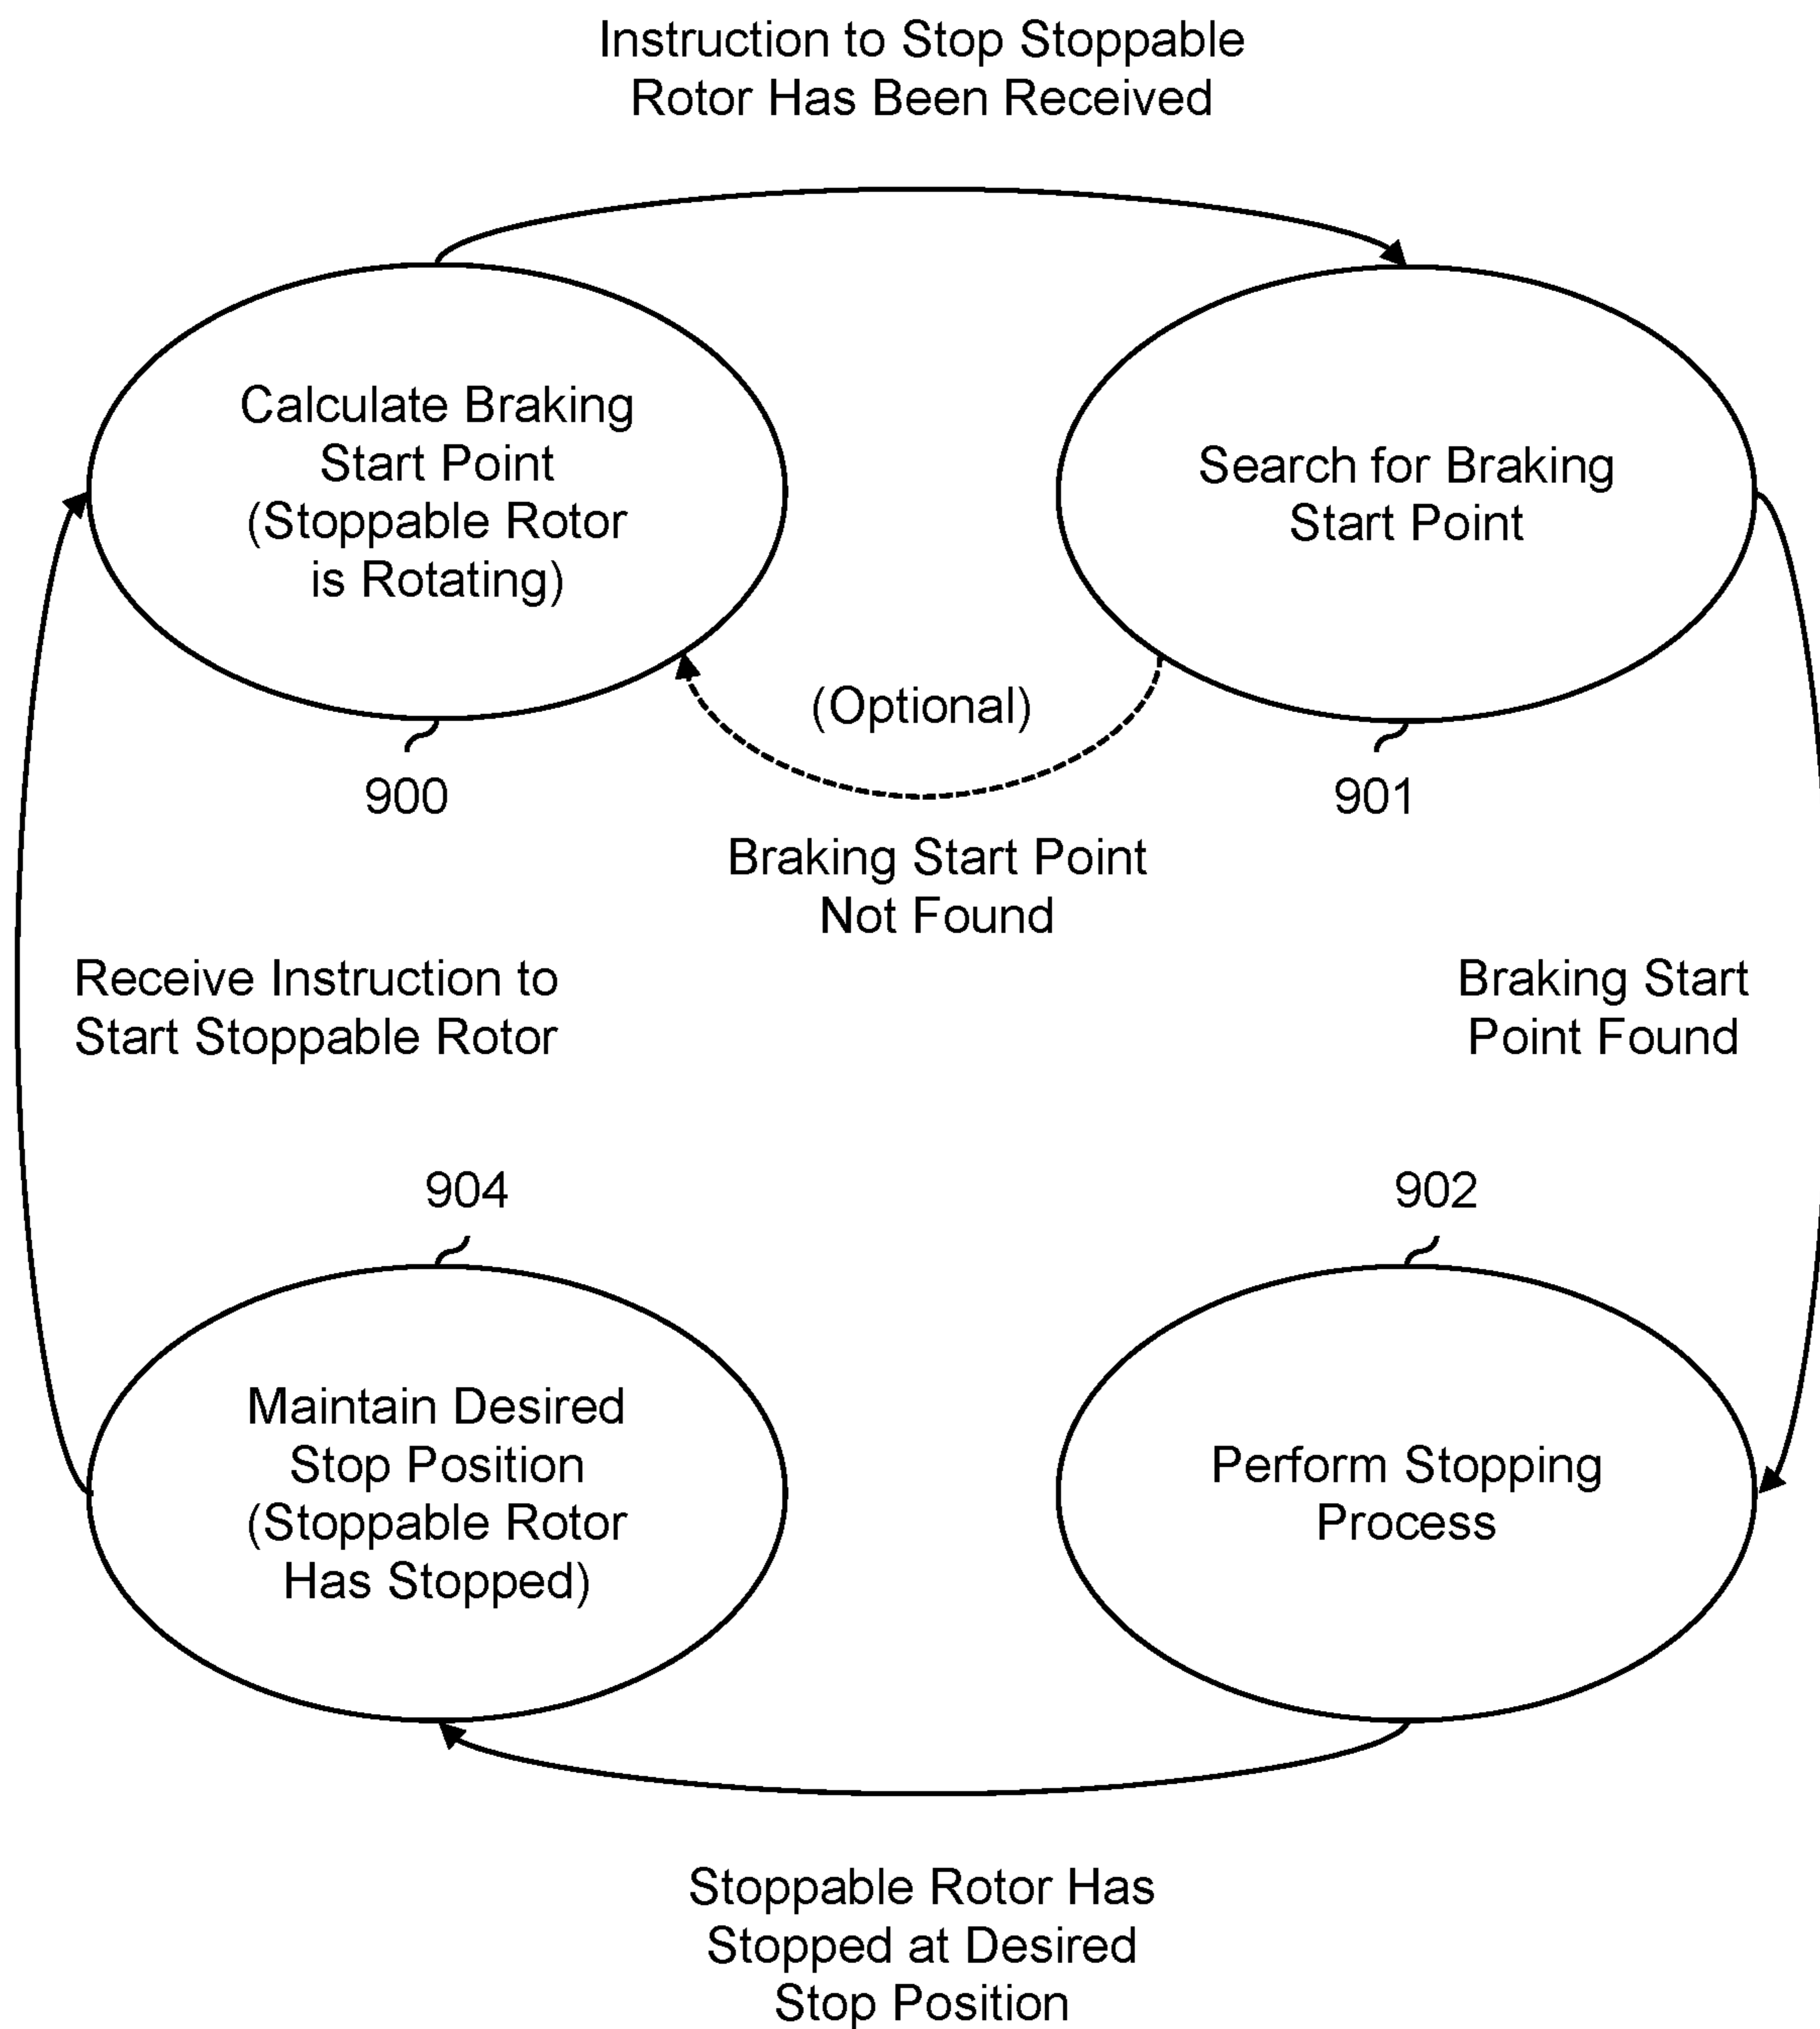 Instruction to Stop Stoppable
Rotor Has Been Received
Calculate Braking
Start Point
(Stoppable Rotor
is Rotating)
Search for Braking
Start Point
(Optional)
900
901
Braking Start Point
Not Found
Receive Instruction to
Start Stoppable Rotor
Braking Start
Point Found
904
902
Maintain Desired
Stop Position
(Stoppable Rotor
Has Stopped)
Perform Stopping
Process
Stoppable Rotor Has
Stopped at Desired
Stop Position